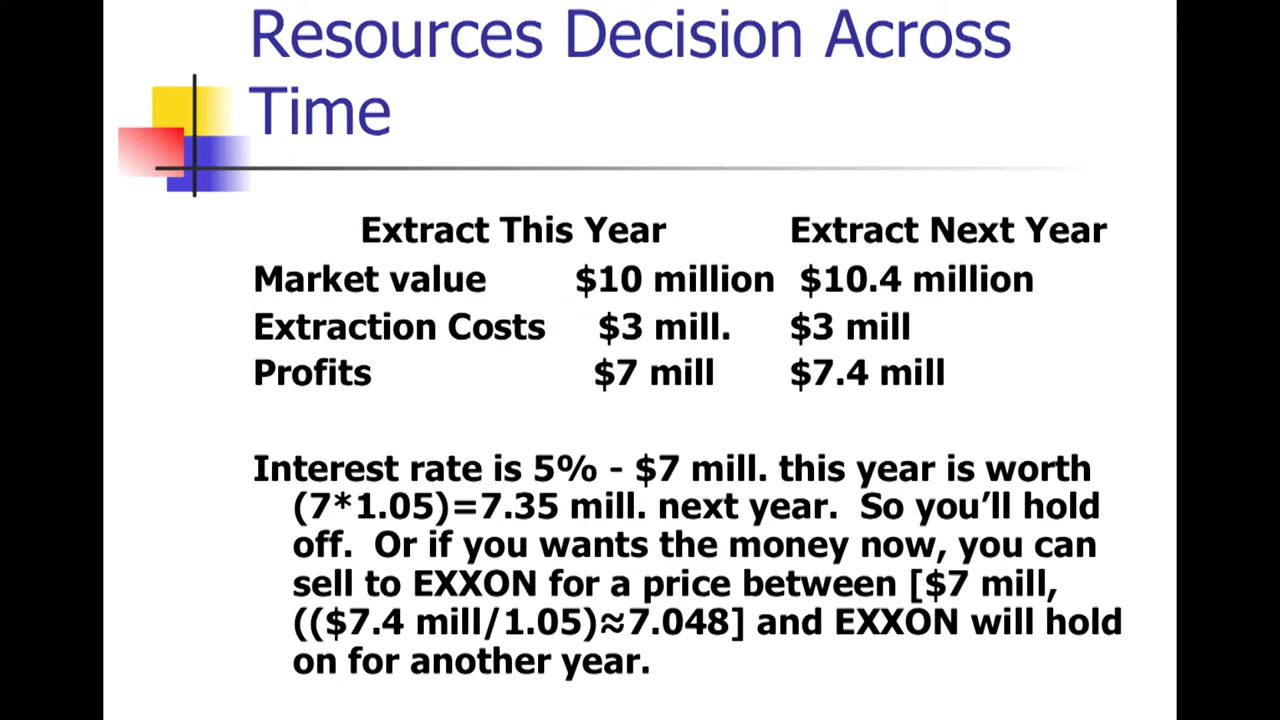 Resources Decision Across
Time
Extract This Year Extract Next Year
Market value $10 million $10.4 million
Extraction Costs $3 mill. $3 mill
Profits $7 mill $7.4 mill
Interest rate is 5% - $7 mill. this year is worth
(7*1.05)=7.35 mill. next year. So you’ll hold
off. Or if you wants the money now, you can
sell to EXXON for a price between [$7 mill,
(($7.4 mill/1.05)≈7.048] and EXXON will hold
on for another year.